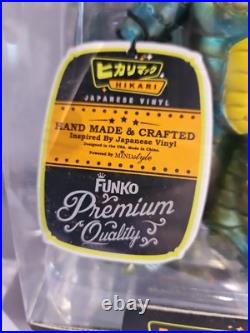 ヒカリマック
HIKARI
JAPANESE VINYL
HAND MADE & CRAFTED
Inspired By Japanese Vinyl
Designed in the USA. Made in China.
Powered By MINDstyle
FUNKO
Premium
Quality